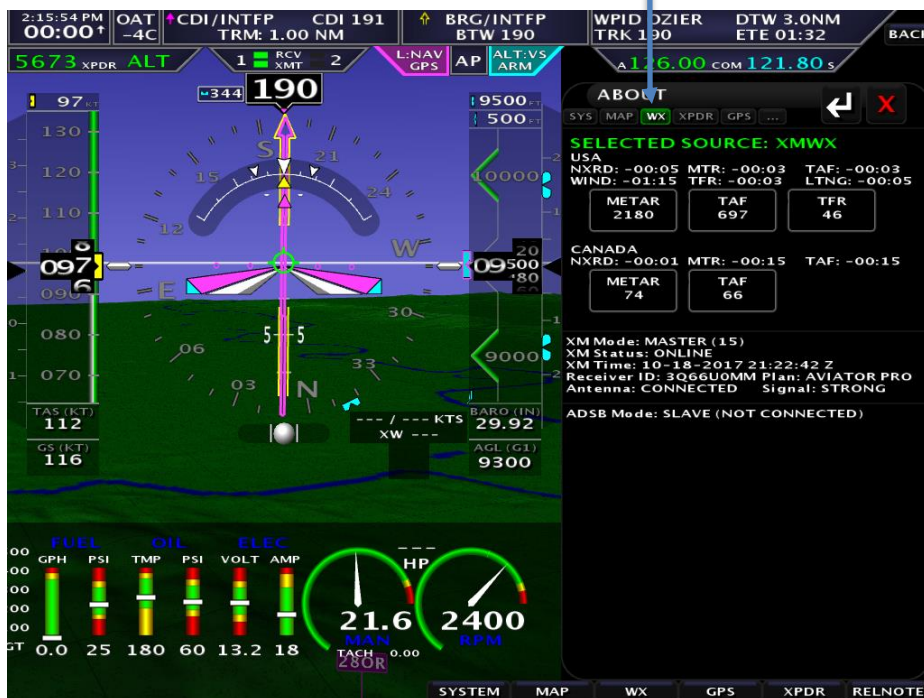 2:15:54 PM OAT CDI/INTFP CDI 191 BRG/INTFP WPID OZIER DTW 3.0NM
00:00↑ -4C TRM: 1.00 NM BTW 190 TRK 190 ETE 01:32 BACK
5673 XPDR ALT 1 RCV XMT 2 L:NAV GPS AP ALT:VS ARM A 126.00 COM 121.80 S
ABOUT
SYS MAP WX XPDR GPS ...
X
SELECTED SOURCE: XMWX
USA
NXRD: -00:05 MTR: -00:03 TAF: -00:03
WIND: -01:15 TFR: -00:03 LTNG: -00:05
METAR TAF TFR
2180 697 46
CANADA
NXRD: -00:01 MTR: -00:15 TAF: -00:15
METAR TAF
74 66
XM Mode: MASTER (15)
XM Status: ONLINE
XM Time: 10-18-2017 21:22:42 Z
Receiver ID: 3Q66U0MM Plan: AVIATOR PRO
Antenna: CONNECTED Signal: STRONG
ADSB Mode: SLAVE (NOT CONNECTED)
97 KT 344 190 9500 FT
500 FT
130
120
110
097
090
080
070
S 21 24 W 30 33 N 03 06 E 12 15
5 5
10000
09500
9000
TAS (KT)
112
GS (KT)
116
--- / --- KTS
XW ---
BARO (IN)
29.92
AGL (G1)
9300
FUEL OIL ELEC
GPH PSI TMP PSI VOLT AMP
0.0 25 180 60 13.2 18
--- HP
21.6 2400
MAN RPM
TACH 0.00
28OR
SYSTEM MAP WX GPS XPDR RELNOTE